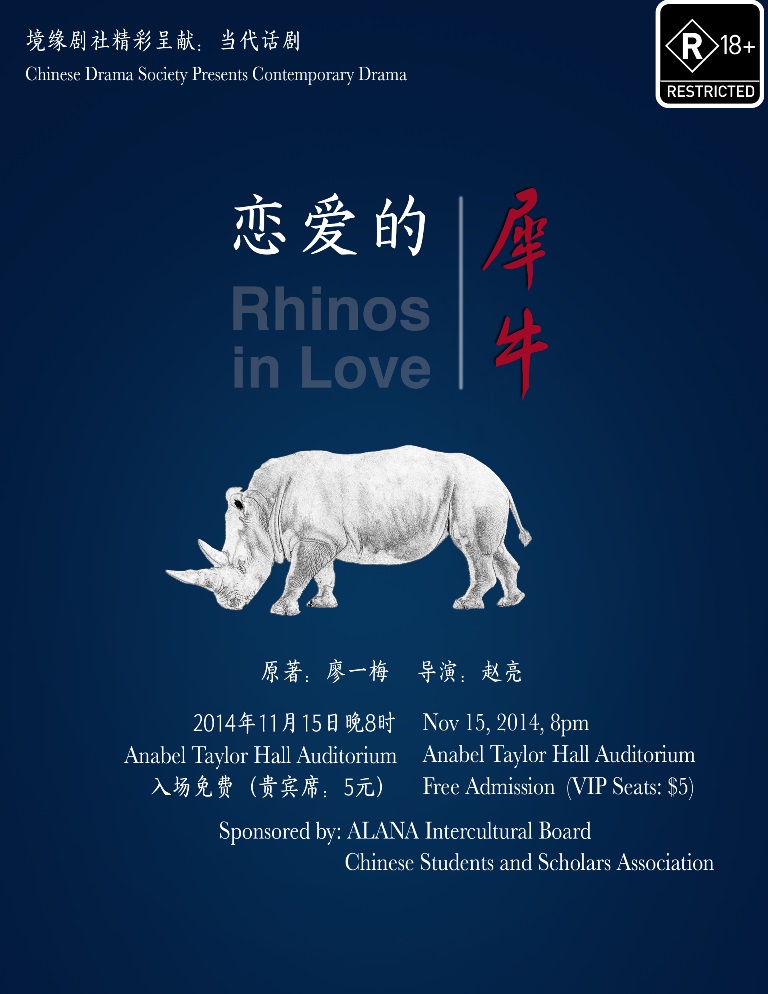 境缘剧社精彩呈献：当代话剧
Chinese Drama Society Presents Contemporary Drama
R 18+
RESTRICTED
恋爱的
犀牛
Rhinos
in Love
原著：廖一梅 导演：赵亮
2014年11月15日晚8时
Anabel Taylor Hall Auditorium
入场免费（贵宾席：5元）
Nov 15, 2014, 8pm
Anabel Taylor Hall Auditorium
Free Admission (VIP Seats: $5)
Sponsored by: ALANA Intercultural Board
Chinese Students and Scholars Association